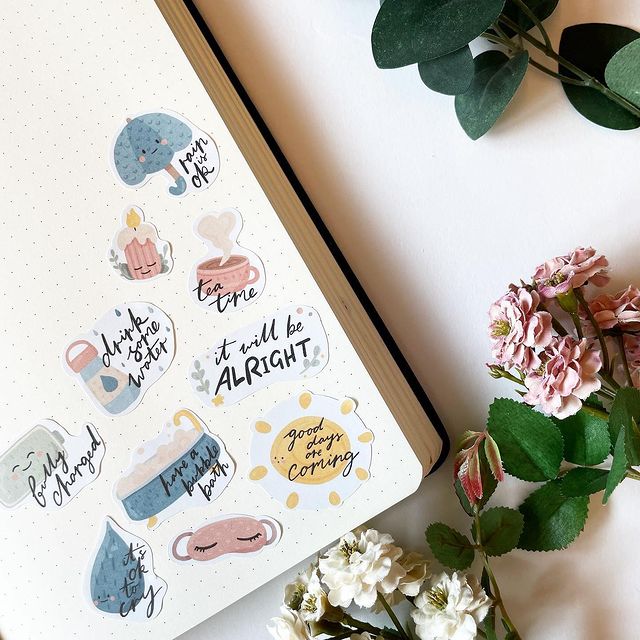 rain
is
ok
tea
time
drink
some
water
it will be
ALRIGHT
good
days
are
coming
fully
charged
have a
bubble
bath
it's
ok
to
cry